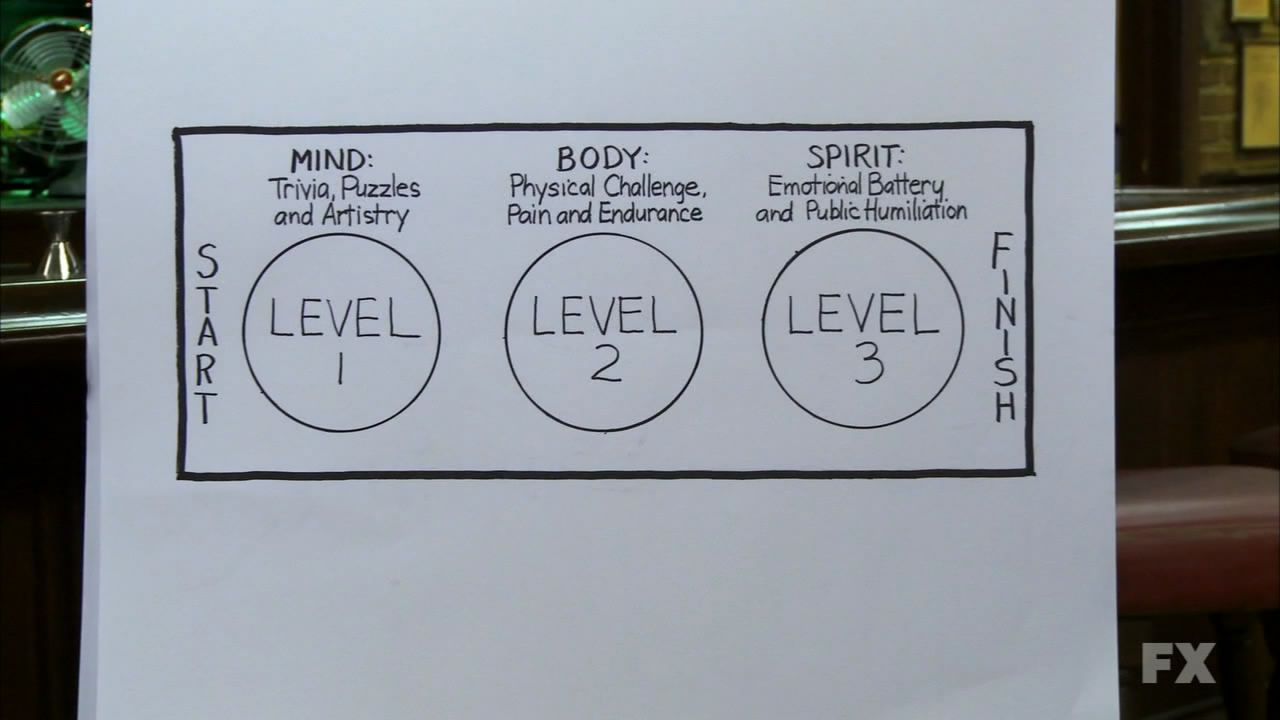 MIND:
Trivia, Puzzles
and Artistry
BODY:
Physical Challenge,
Pain and Endurance
SPIRIT:
Emotional Battery
and Public Humiliation
START
LEVEL
1
LEVEL
2
LEVEL
3
FINISH
FX